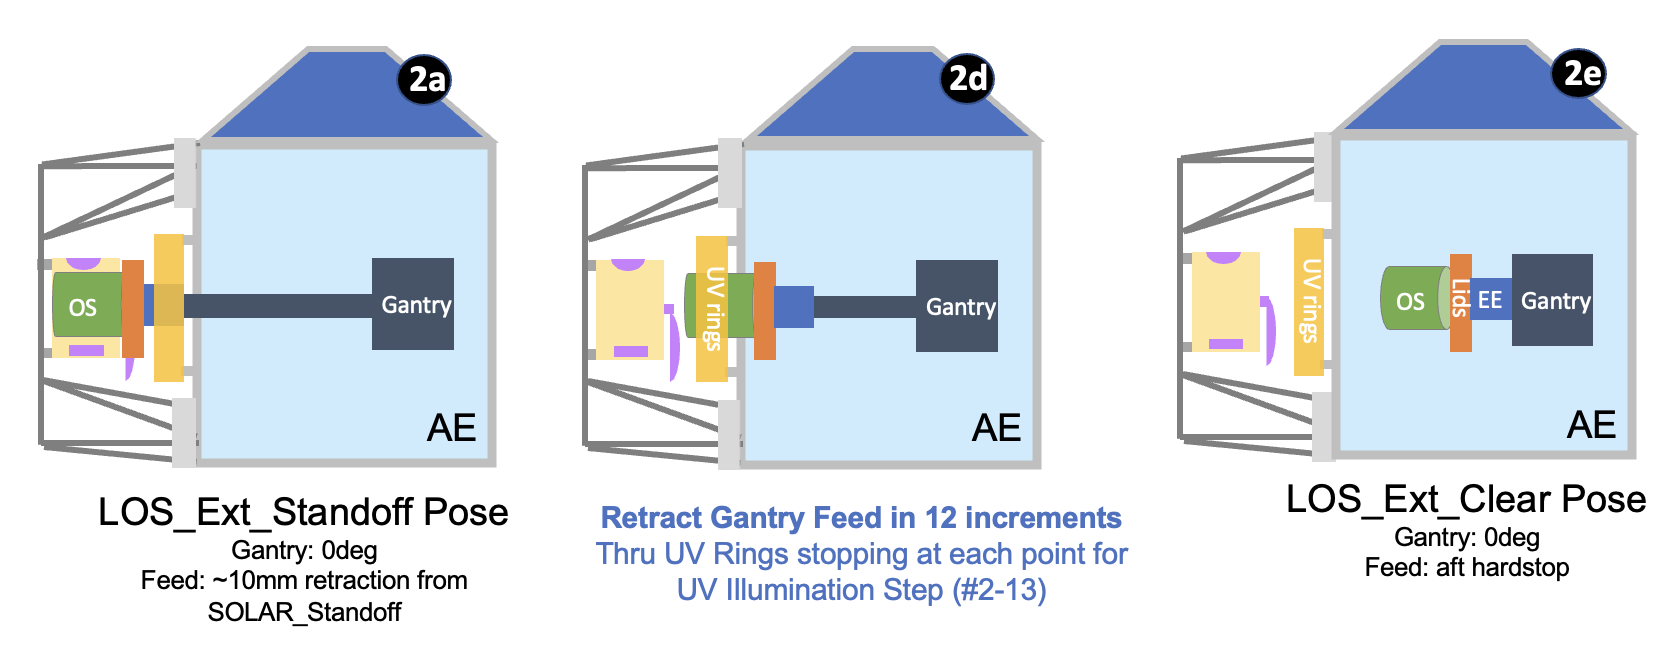 2a
OS
Gantry
AE
LOS_Ext_Standoff Pose
Gantry: 0deg
Feed: ~10mm retraction from
SOLAR_Standoff
2d
UV rings
Gantry
AE
Retract Gantry Feed in 12 increments
Thru UV Rings stopping at each point for
UV Illumination Step (#2-13)
2e
UV rings
OS
Lids
EE
Gantry
AE
LOS_Ext_Clear Pose
Gantry: 0deg
Feed: aft hardstop